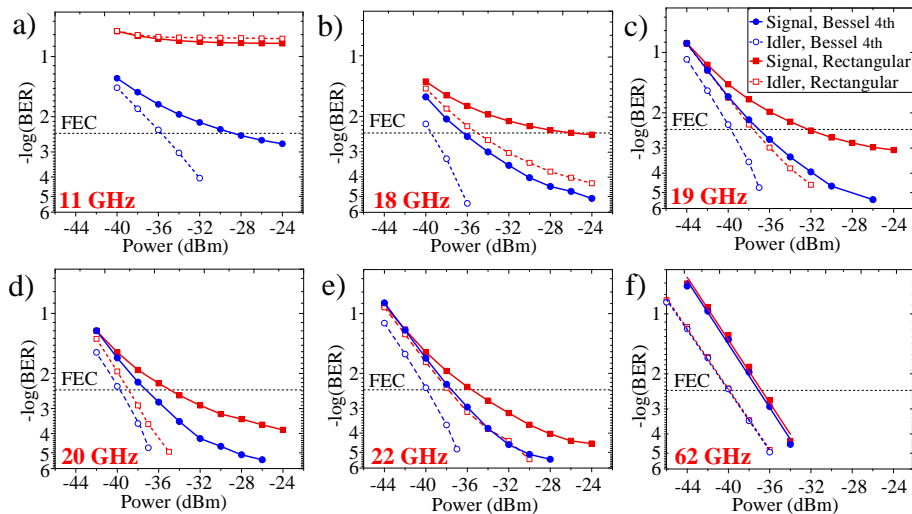 a)
b)
c)
Signal, Bessel 4th
Idler, Bessel 4th
Signal, Rectangular
Idler, Rectangular
-log(BER)
1
2
3
4
5
6
FEC
11 GHz
-44 -40 -36 -32 -28 -24
Power (dBm)
-log(BER)
1
2
3
4
5
6
FEC
18 GHz
-44 -40 -36 -32 -28 -24
Power (dBm)
-log(BER)
1
2
3
4
5
6
FEC
19 GHz
-44 -40 -36 -32 -28 -24
Power (dBm)
d)
e)
f)
-log(BER)
1
2
3
4
5
6
FEC
20 GHz
-44 -40 -36 -32 -28 -24
Power (dBm)
-log(BER)
1
2
3
4
5
6
FEC
22 GHz
-44 -40 -36 -32 -28 -24
Power (dBm)
-log(BER)
1
2
3
4
5
6
FEC
62 GHz
-44 -40 -36 -32 -28 -24
Power (dBm)